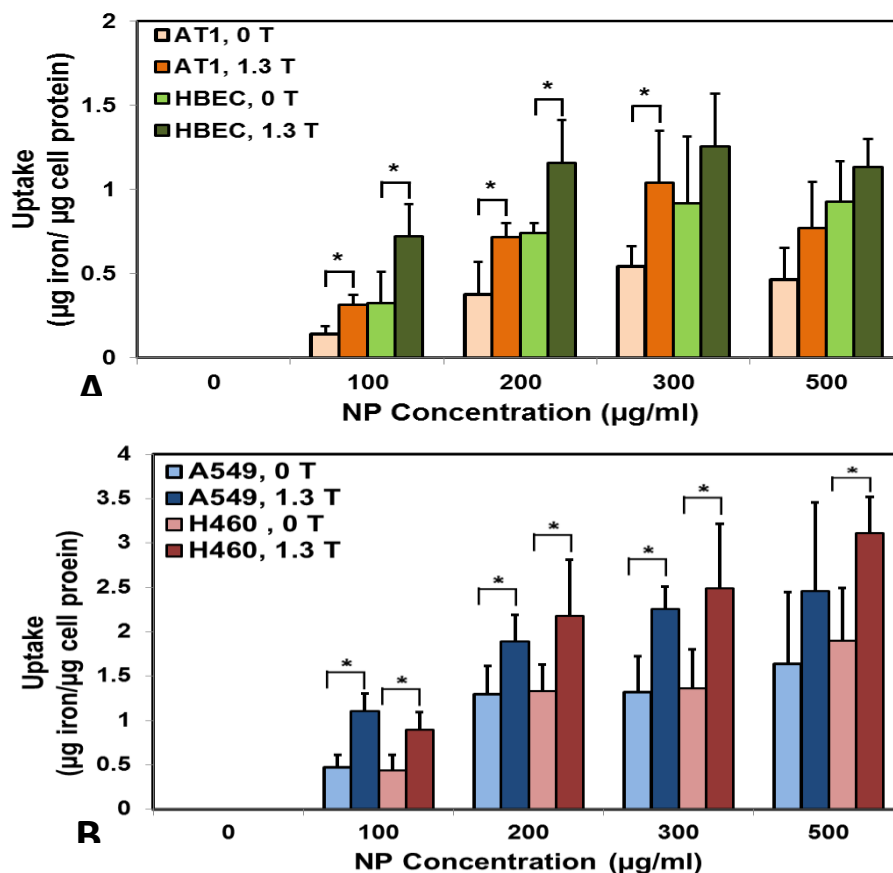 2
1.5
1
0.5
0
Uptake
(µg iron/ µg cell protein)
AT1, 0 T
AT1, 1.3 T
HBEC, 0 T
HBEC, 1.3 T
* * * * *
A
0 100 200 300 500
NP Concentration (µg/ml)
4
3.5
3
2.5
2
1.5
1
0.5
0
Uptake
(µg iron/µg cell proein)
A549, 0 T
A549, 1.3 T
H460 , 0 T
H460, 1.3 T
* * * * * * *
B
0 100 200 300 500
NP Concentration (µg/ml)